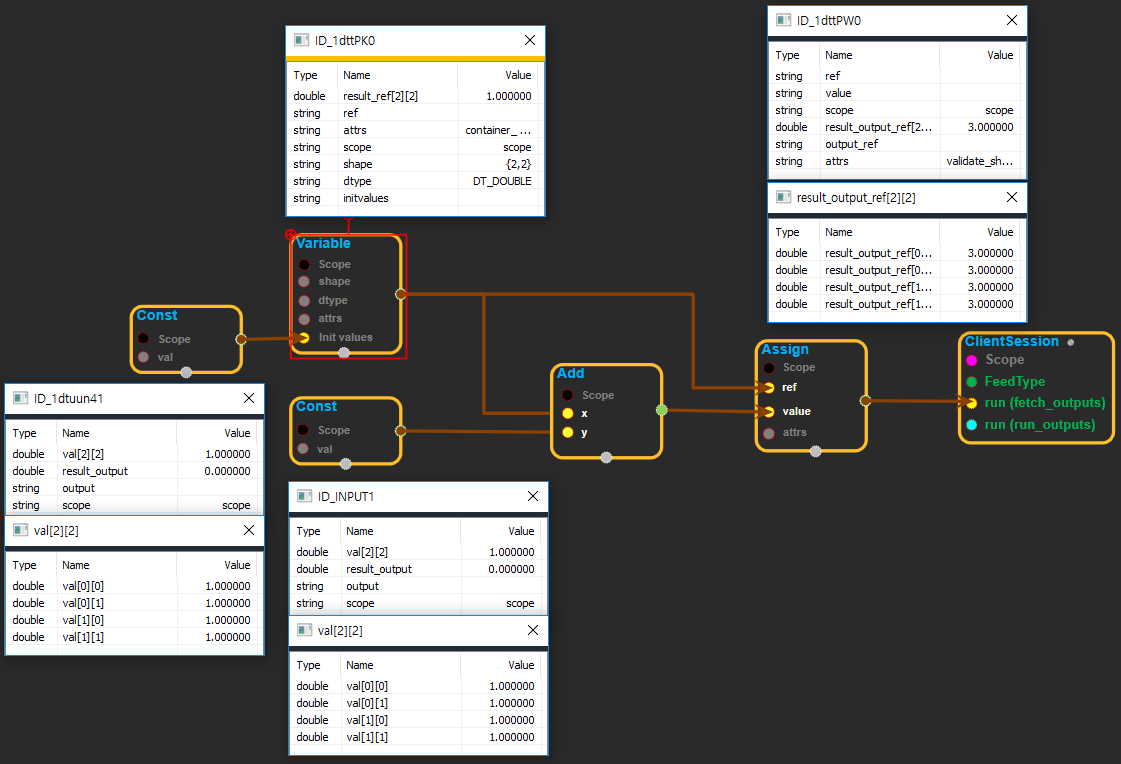 ID_1dttPK0
Type Name Value
double result_ref[2][2] 1.000000
string ref
string attrs container_ ...
string scope scope
string shape {2,2}
string dtype DT_DOUBLE
string initvalues
ID_1dttPW0
Type Name Value
string ref
string value
string scope scope
double result_output_ref[2... 3.000000
string output_ref
string attrs validate_sh...
result_output_ref[2][2]
Type Name Value
double result_output_ref[0... 3.000000
double result_output_ref[0... 3.000000
double result_output_ref[1... 3.000000
double result_output_ref[1... 3.000000
Variable
Scope
shape
dtype
attrs
Init values
Const
Scope
val
Const
Scope
val
Add
Scope
x
y
Assign
Scope
ref
value
attrs
ClientSession
Scope
FeedType
run (fetch_outputs)
run (run_outputs)
ID_1dtuun41
Type Name Value
double val[2][2] 1.000000
double result_output 0.000000
string output
string scope scope
val[2][2]
Type Name Value
double val[0][0] 1.000000
double val[0][1] 1.000000
double val[1][0] 1.000000
double val[1][1] 1.000000
ID_INPUT1
Type Name Value
double val[2][2] 1.000000
double result_output 0.000000
string output
string scope scope
val[2][2]
Type Name Value
double val[0][0] 1.000000
double val[0][1] 1.000000
double val[1][0] 1.000000
double val[1][1] 1.000000